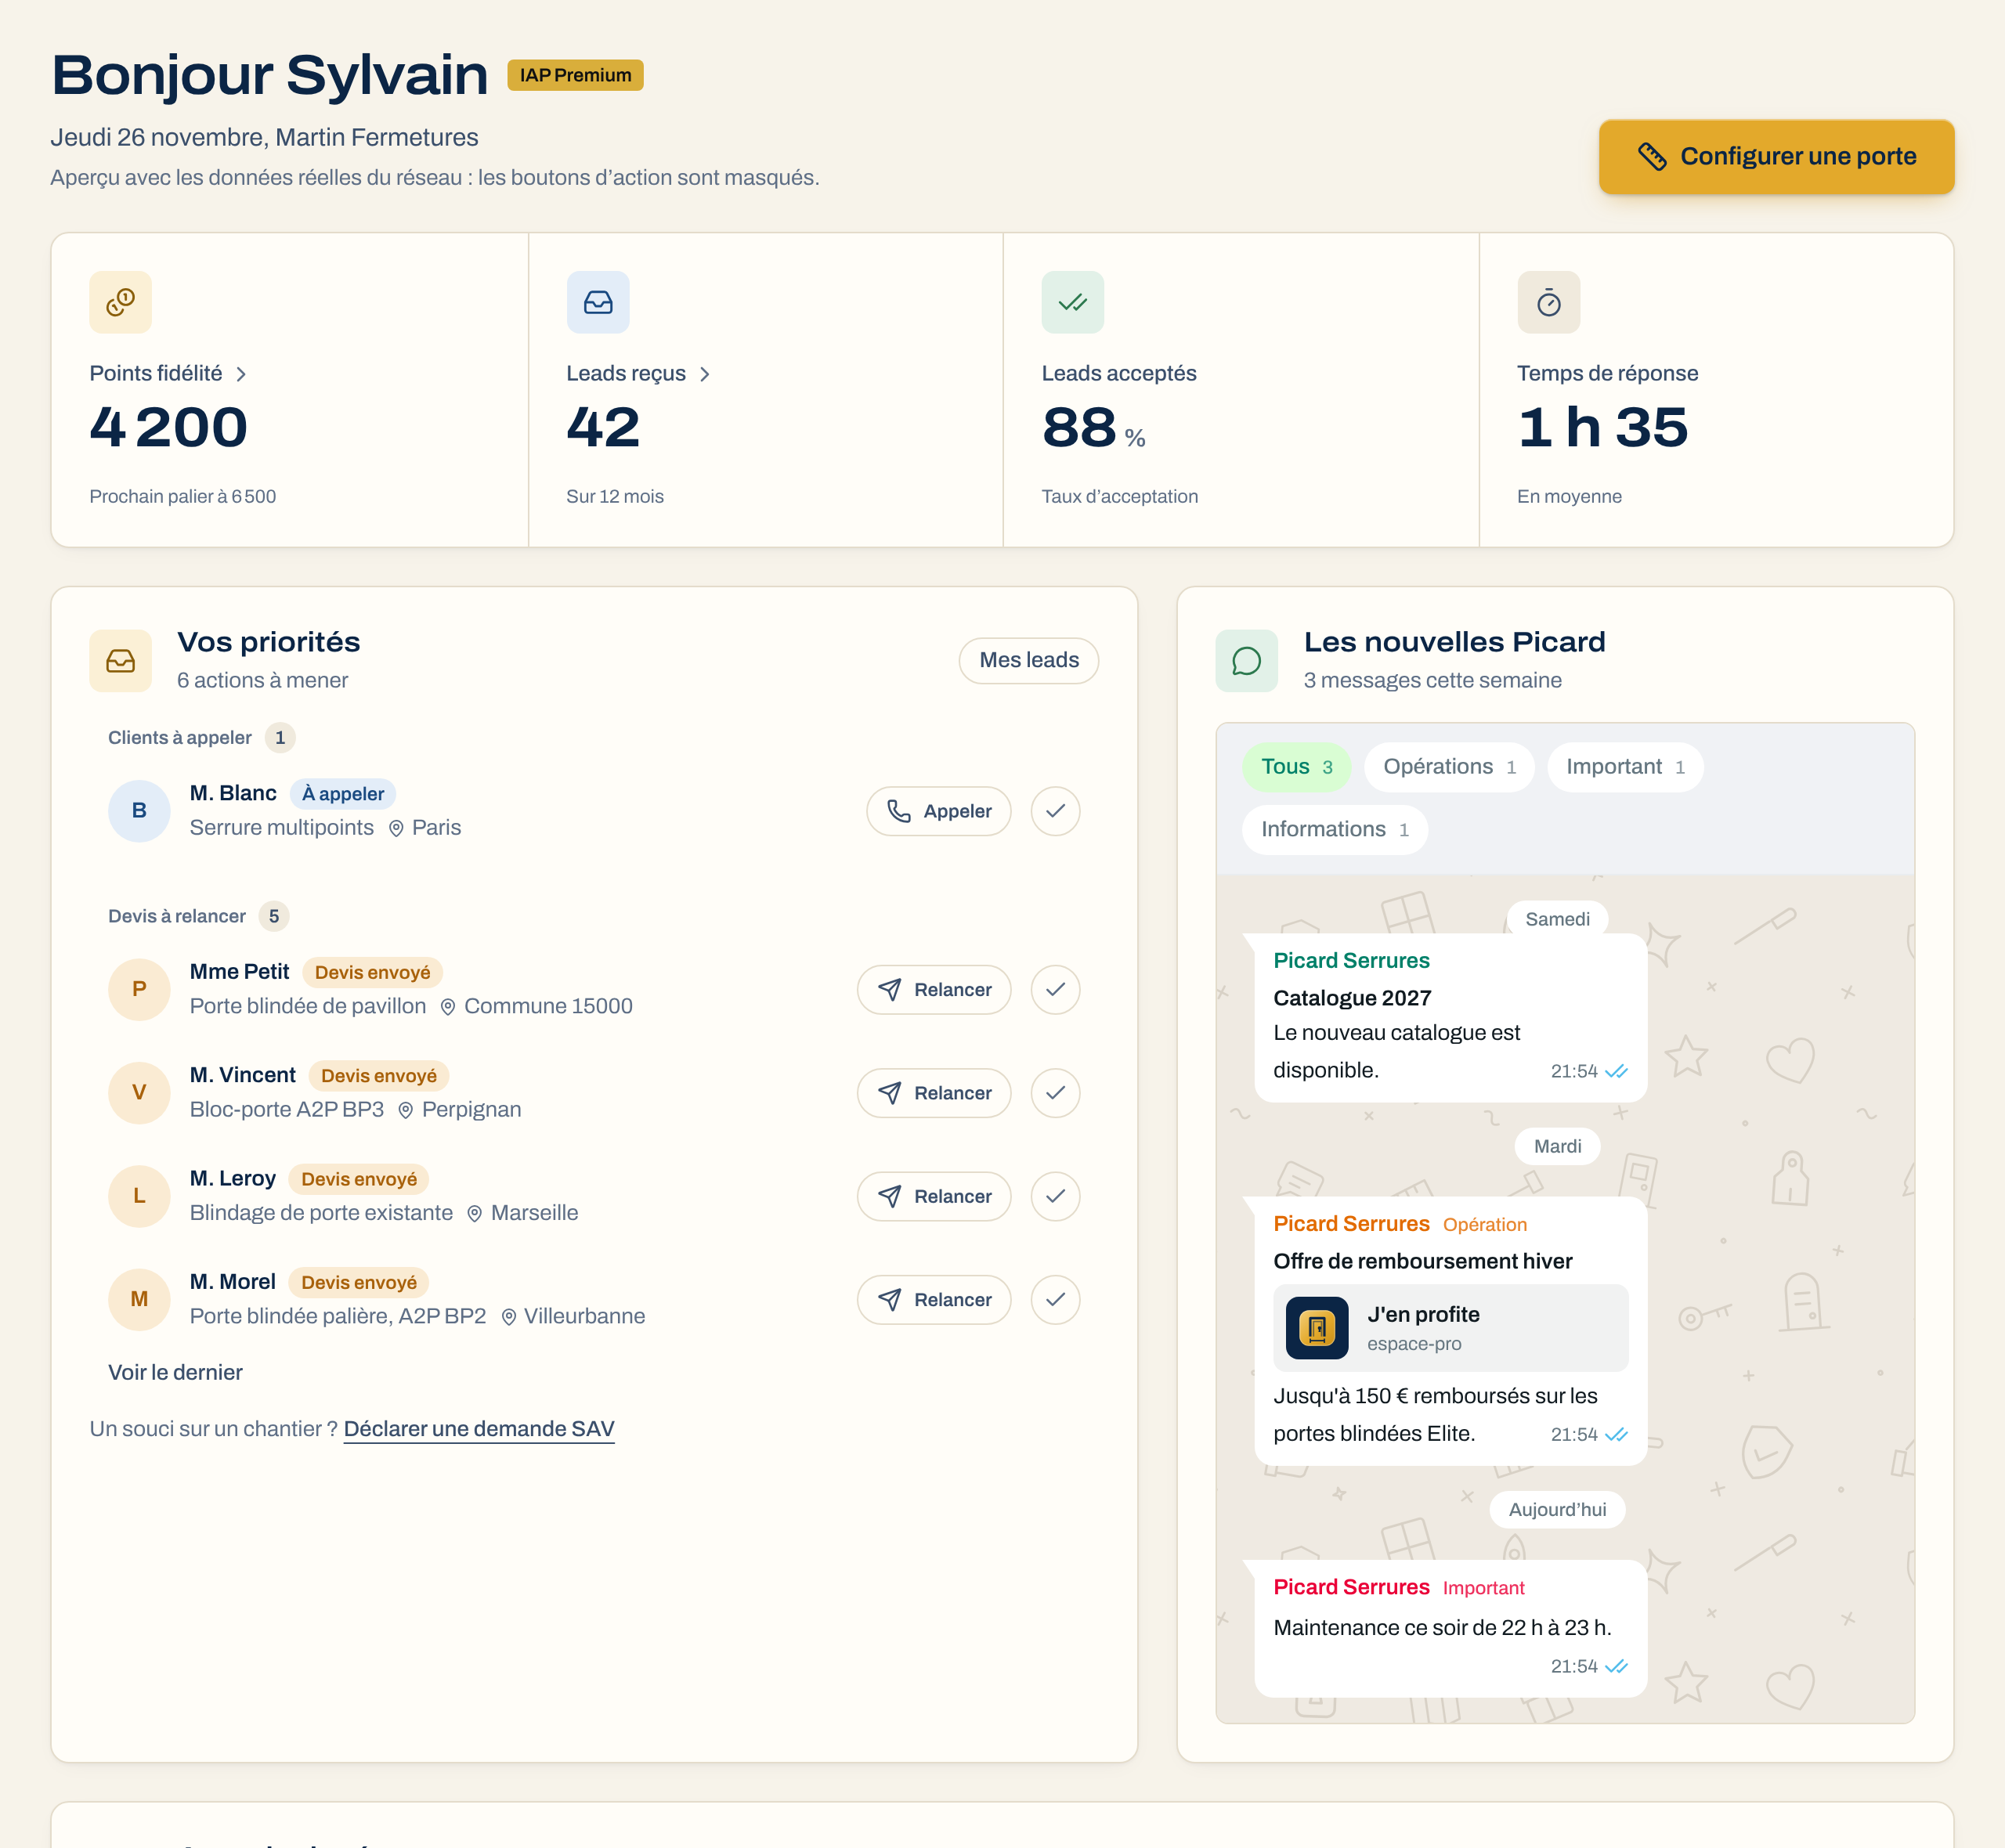 Bonjour Sylvain IAP Premium
Jeudi 26 novembre, Martin Fermetures
Aperçu avec les données réelles du réseau : les boutons d’action sont masqués.
Configurer une porte
Points fidélité
4 200
Prochain palier à 6 500
Leads reçus
42
Sur 12 mois
Leads acceptés
88 %
Taux d’acceptation
Temps de réponse
1 h 35
En moyenne
Vos priorités
6 actions à mener
Mes leads
Clients à appeler 1
B
M. Blanc À appeler
Serrure multipoints Paris
Appeler
Devis à relancer 5
P
Mme Petit Devis envoyé
Porte blindée de pavillon Commune 15000
Relancer
V
M. Vincent Devis envoyé
Bloc-porte A2P BP3 Perpignan
Relancer
L
M. Leroy Devis envoyé
Blindage de porte existante Marseille
Relancer
M
M. Morel Devis envoyé
Porte blindée palière, A2P BP2 Villeurbanne
Relancer
Voir le dernier
Un souci sur un chantier ? Déclarer une demande SAV
Les nouvelles Picard
3 messages cette semaine
Tous 3 Opérations 1 Important 1
Informations 1
Samedi
Picard Serrures
Catalogue 2027
Le nouveau catalogue est
disponible. 21:54
Mardi
Picard Serrures Opération
Offre de remboursement hiver
J'en profite
espace-pro
Jusqu'à 150 € remboursés sur les
portes blindées Elite. 21:54
Aujourd’hui
Picard Serrures Important
Maintenance ce soir de 22 h à 23 h.
21:54